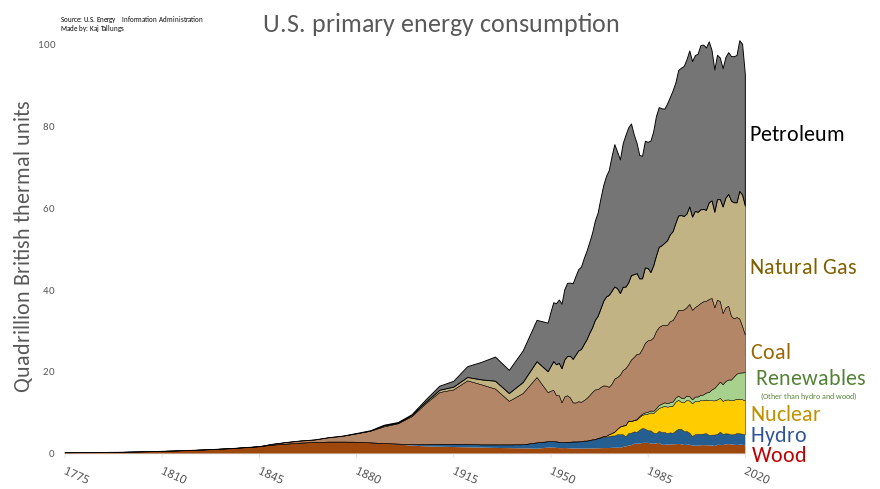 Source: U.S. Energy Information Administration
Made by: Kaj Tallungs
U.S. primary energy consumption
Quadrillion British thermal units
100
80
60
40
20
0
Petroleum
Natural Gas
Coal
Renewables
(Other than hydro and wood)
Nuclear
Hydro
Wood
1775
1810
1845
1880
1915
1950
1985
2020